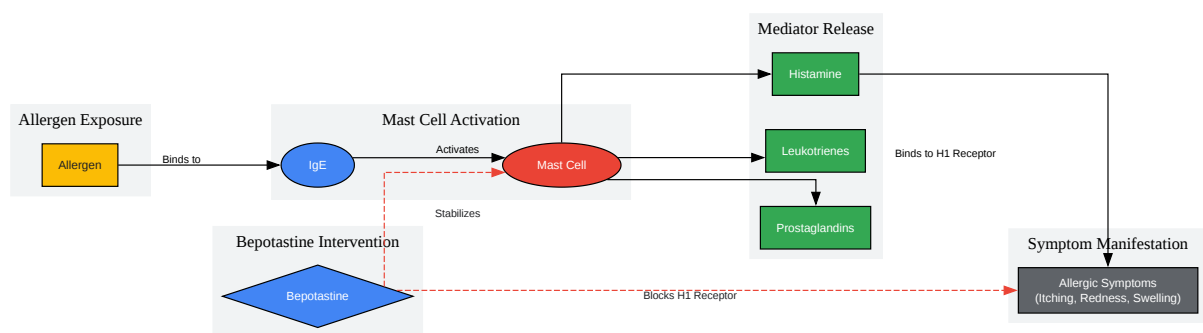 Mediator Release
Histamine
Allergen Exposure
Mast Cell Activation
Allergen
Binds to
IgE
Activates
Mast Cell
Leukotrienes
Binds to H1 Receptor
Stabilizes
Prostaglandins
Bepotastine Intervention
Symptom Manifestation
Bepotastine
Blocks H1 Receptor
Allergic Symptoms
(Itching, Redness, Swelling)